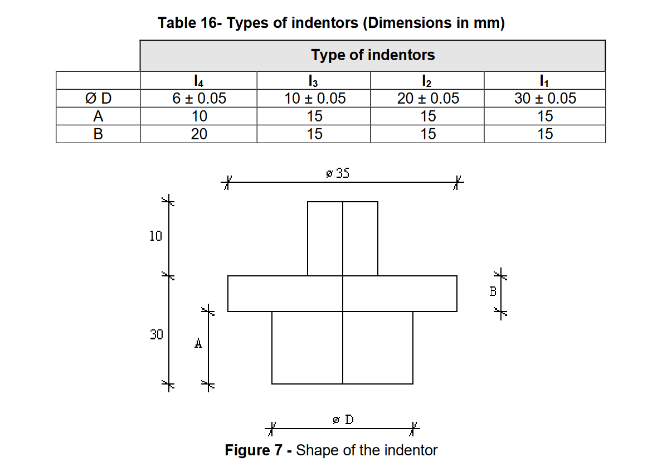 Table 16- Types of indentors (Dimensions in mm)
Type of indentors
I₄ I₃ I₂ I₁
Ø D 6 ± 0.05 10 ± 0.05 20 ± 0.05 30 ± 0.05
A 10 15 15 15
B 20 15 15 15
ø 35
10
B
30
A
ø D
Figure 7 - Shape of the indentor